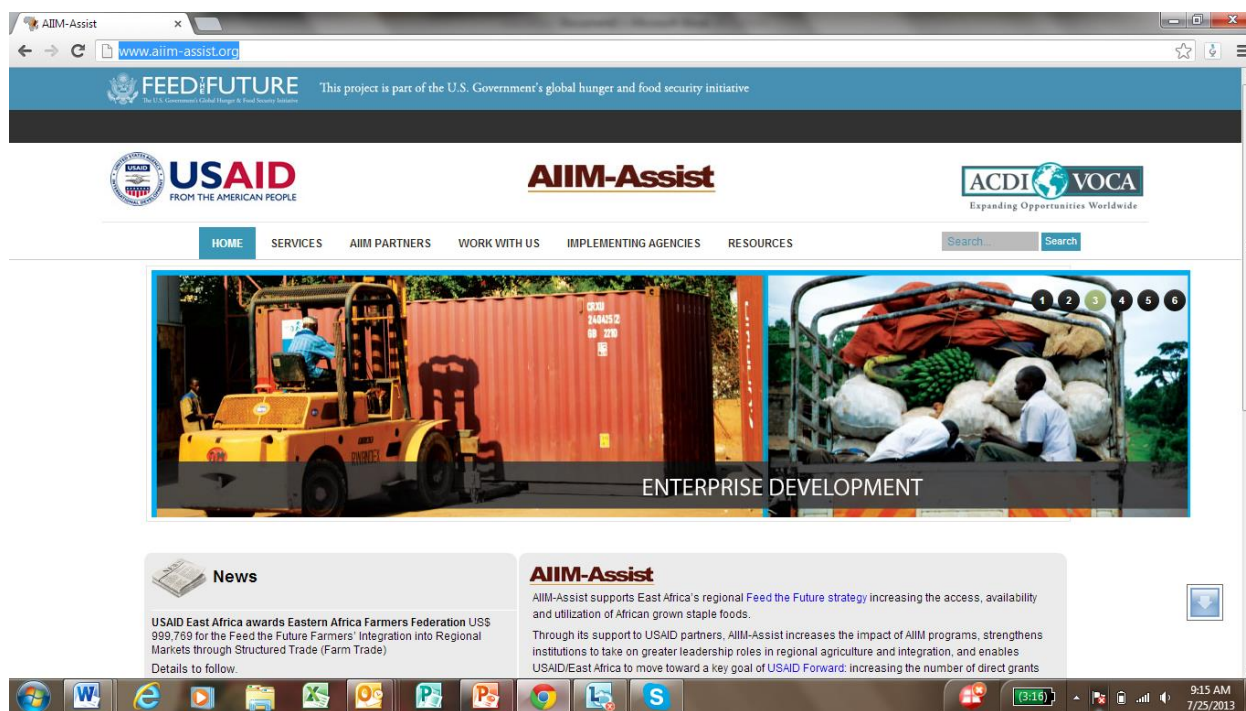 AIIM-Assist
www.aiim-assist.org
FEED THE FUTURE
The U.S. Government's Global Hunger & Food Security Initiative
This project is part of the U.S. Government's global hunger and food security initiative
USAID
USAID
FROM THE AMERICAN PEOPLE
AIIM-Assist
ACDI VOCA
Expanding Opportunities Worldwide
HOME SERVICES AIIM PARTNERS WORK WITH US IMPLEMENTING AGENCIES RESOURCES
Search... Search
1 2 3 4 5 6
ENTERPRISE DEVELOPMENT
News
USAID East Africa awards Eastern Africa Farmers Federation US$
999,769 for the Feed the Future Farmers' Integration into Regional
Markets through Structured Trade (Farm Trade)
Details to follow.
AIIM-Assist
AIIM-Assist supports East Africa's regional Feed the Future strategy increasing the access, availability
and utilization of African grown staple foods.
Through its support to USAID partners, AIIM-Assist increases the impact of AIIM programs, strengthens
institutions to take on greater leadership roles in regional agriculture and integration, and enables
USAID/East Africa to move toward a key goal of USAID Forward: increasing the number of direct grants
(3:16)
9:15 AM
7/25/2013